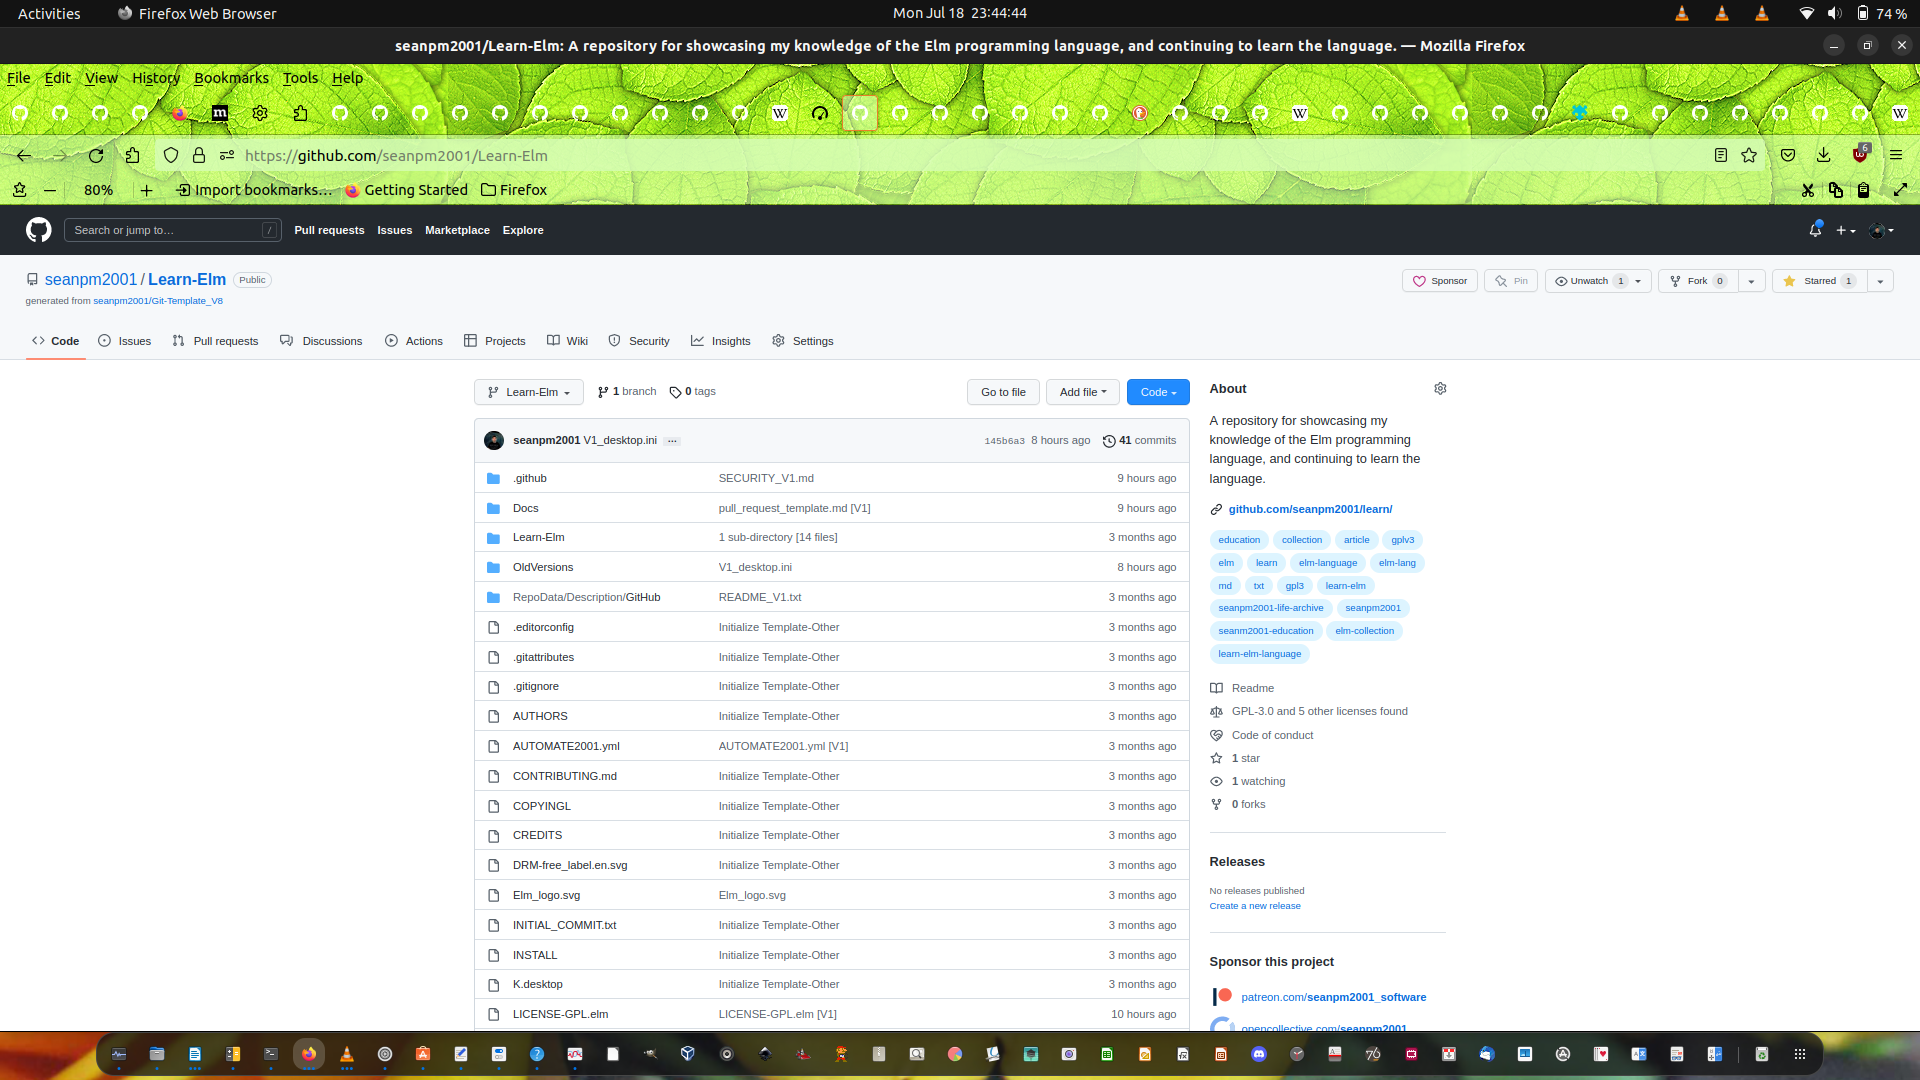 Activities Firefox Web Browser Mon Jul 18 23:44:44 74 %
seanpm2001/Learn-Elm: A repository for showcasing my knowledge of the Elm programming language, and continuing to learn the language. — Mozilla Firefox
File Edit View History Bookmarks Tools Help
https://github.com/seanpm2001/Learn-Elm 6
80% Import bookmarks… Getting Started Firefox
Search or jump to… / Pull requests Issues Marketplace Explore
seanpm2001 / Learn-Elm Public Sponsor Pin Unwatch 1 Fork 0 Starred 1
generated from seanpm2001/Git-Template_V8
Code Issues Pull requests Discussions Actions Projects Wiki Security Insights Settings
Learn-Elm 1 branch 0 tags Go to file Add file Code
seanpm2001 V1_desktop.ini ... 145b6a3 8 hours ago 41 commits
.github SECURITY_V1.md 9 hours ago
Docs pull_request_template.md [V1] 9 hours ago
Learn-Elm 1 sub-directory [14 files] 3 months ago
OldVersions V1_desktop.ini 8 hours ago
RepoData/Description/GitHub README_V1.txt 3 months ago
.editorconfig Initialize Template-Other 3 months ago
.gitattributes Initialize Template-Other 3 months ago
.gitignore Initialize Template-Other 3 months ago
AUTHORS Initialize Template-Other 3 months ago
AUTOMATE2001.yml AUTOMATE2001.yml [V1] 3 months ago
CONTRIBUTING.md Initialize Template-Other 3 months ago
COPYINGL Initialize Template-Other 3 months ago
CREDITS Initialize Template-Other 3 months ago
DRM-free_label.en.svg Initialize Template-Other 3 months ago
Elm_logo.svg Elm_logo.svg 3 months ago
INITIAL_COMMIT.txt Initialize Template-Other 3 months ago
INSTALL Initialize Template-Other 3 months ago
K.desktop Initialize Template-Other 3 months ago
LICENSE-GPL.elm LICENSE-GPL.elm [V1] 10 hours ago
About
A repository for showcasing my
knowledge of the Elm programming
language, and continuing to learn the
language.
github.com/seanpm2001/learn/
education collection article gplv3
elm learn elm-language elm-lang
md txt gpl3 learn-elm
seanpm2001-life-archive seanpm2001
seanm2001-education elm-collection
learn-elm-language
Readme
GPL-3.0 and 5 other licenses found
Code of conduct
1 star
1 watching
0 forks
Releases
No releases published
Create a new release
Sponsor this project
patreon.com/seanpm2001_software
opencollective.com/seanpm2001